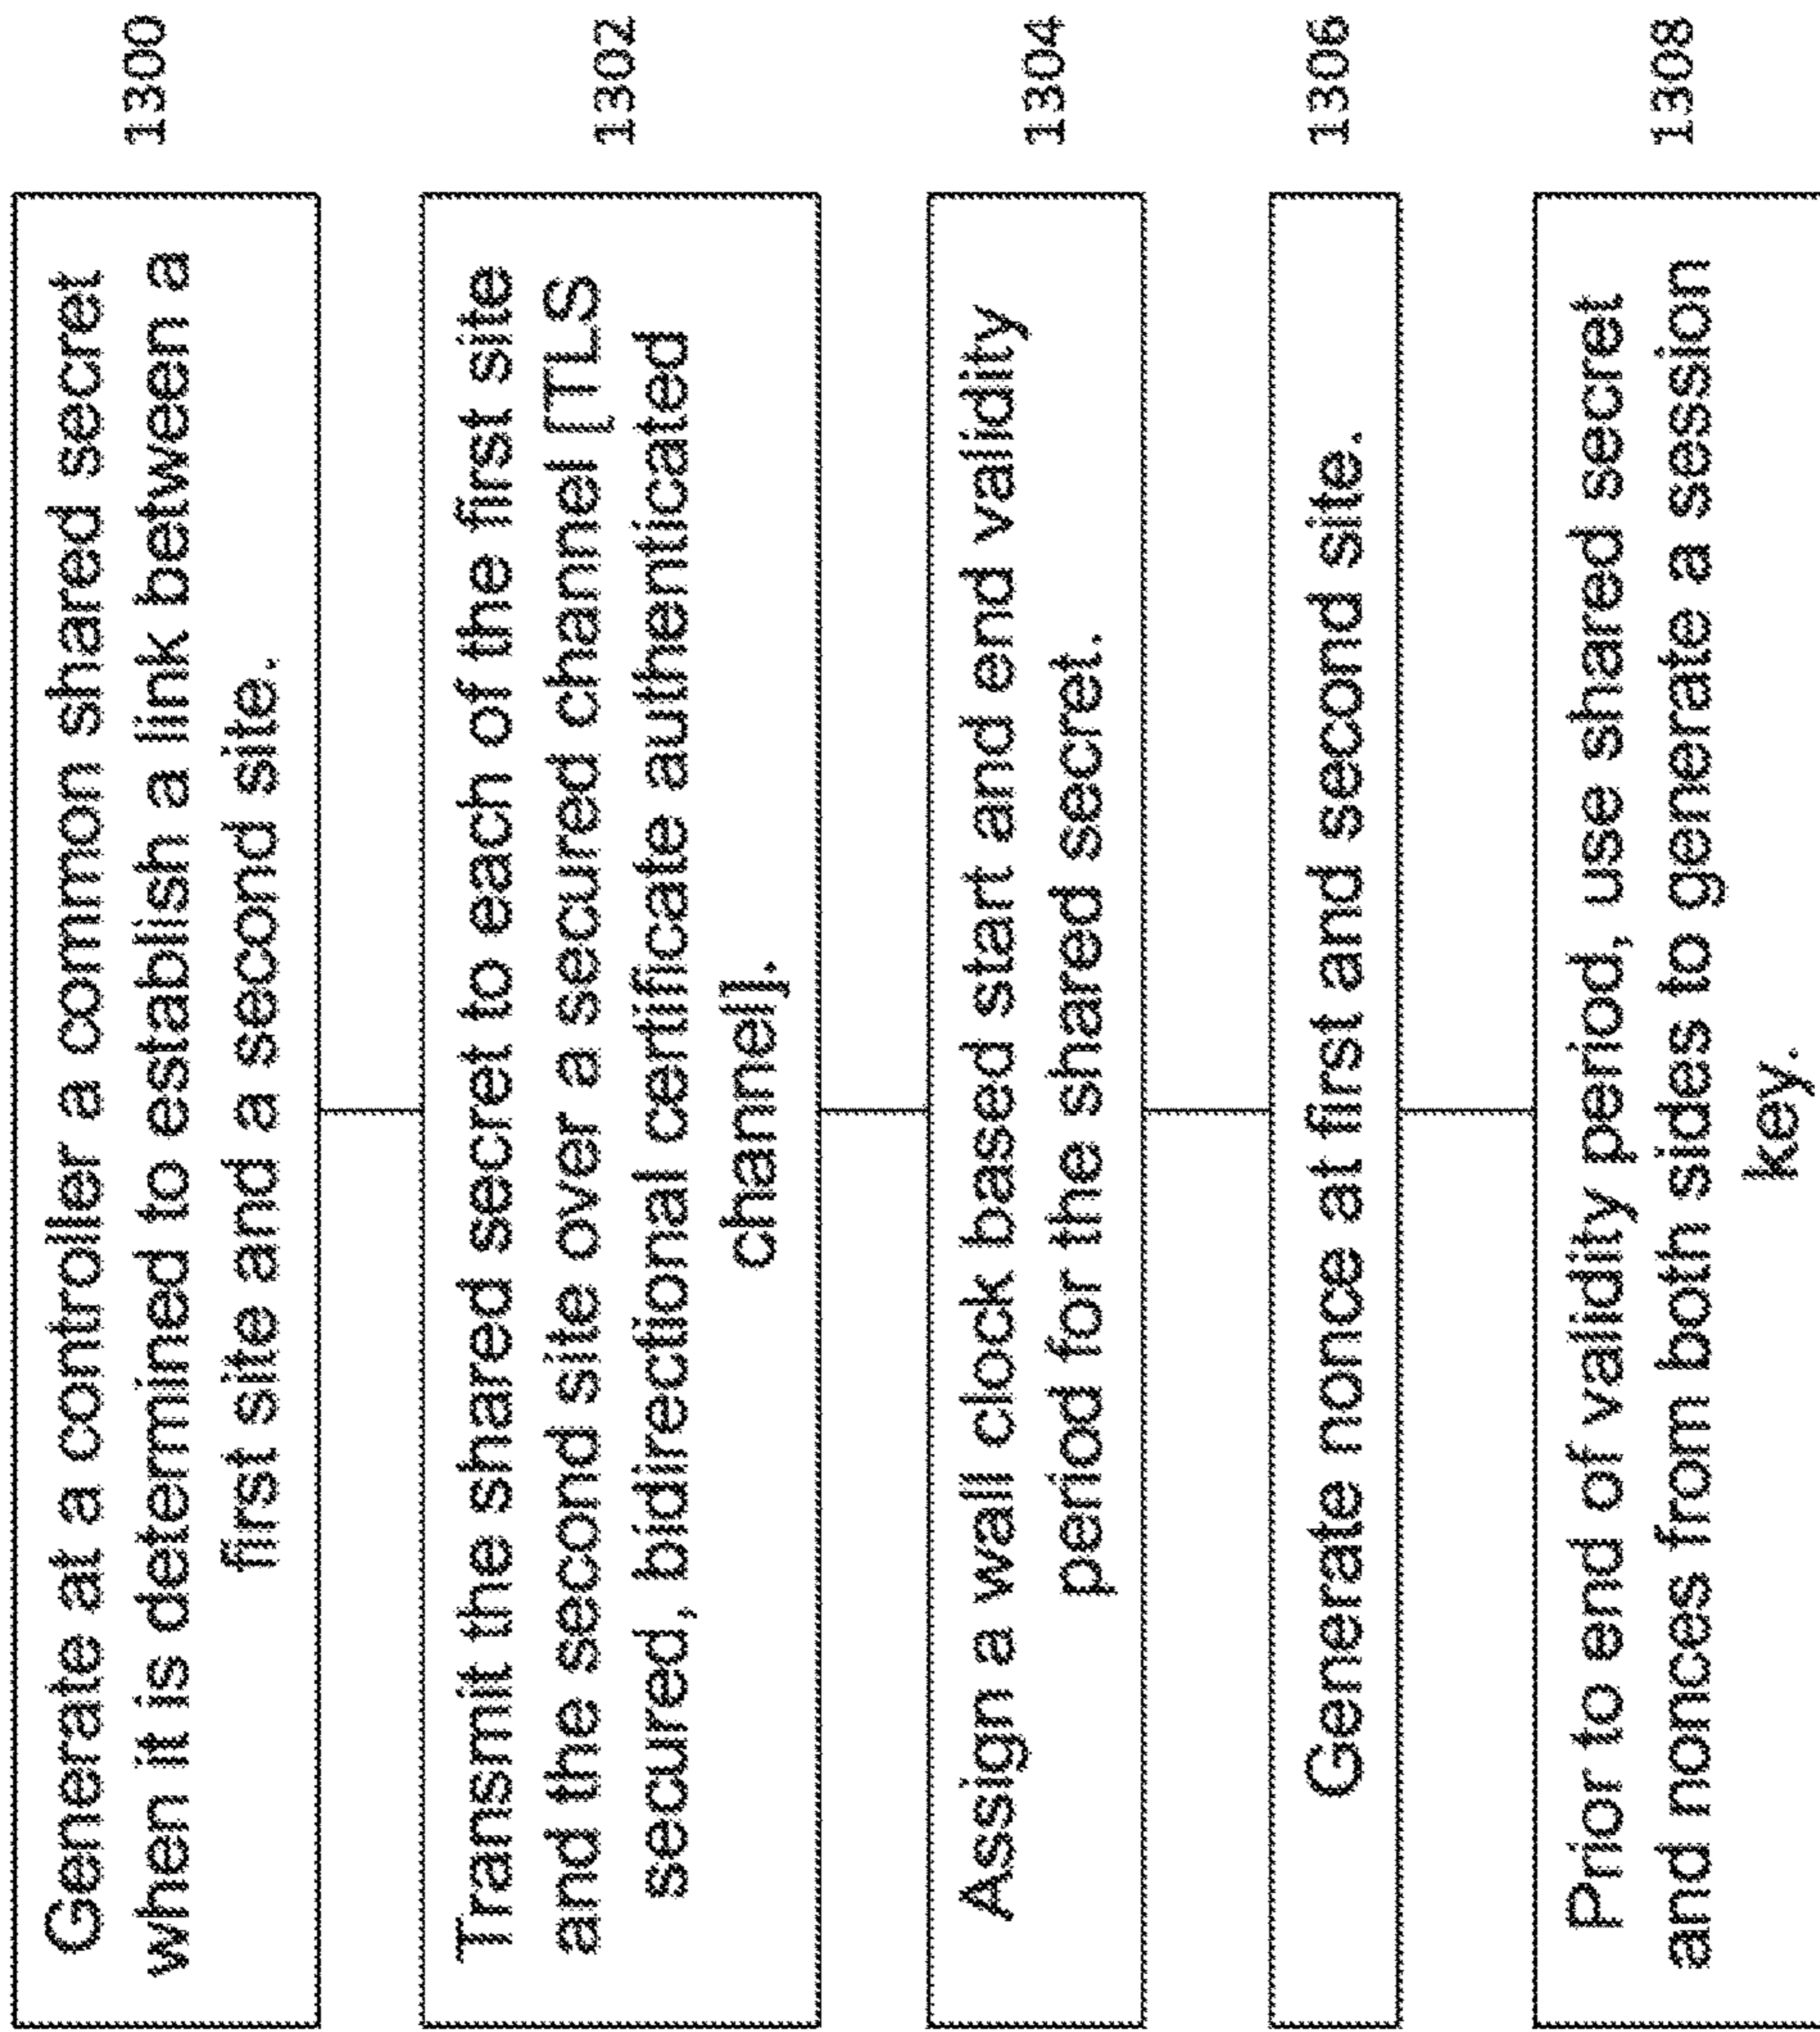 Generate at a controller a common shared secret
when it is determined to establish a link between a
first site and a second site.
1300
Transmit the shared secret to each of the first site
and the second site over a secured channel [TLS
secured, bidirectional certificate authenticated
channel].
1302
Assign a wall clock based start and end validity
period for the shared secret.
1304
Generate nonce at first and second site.
1306
Prior to end of validity period, use shared secret
and nonces from both sides to generate a session
key.
1308